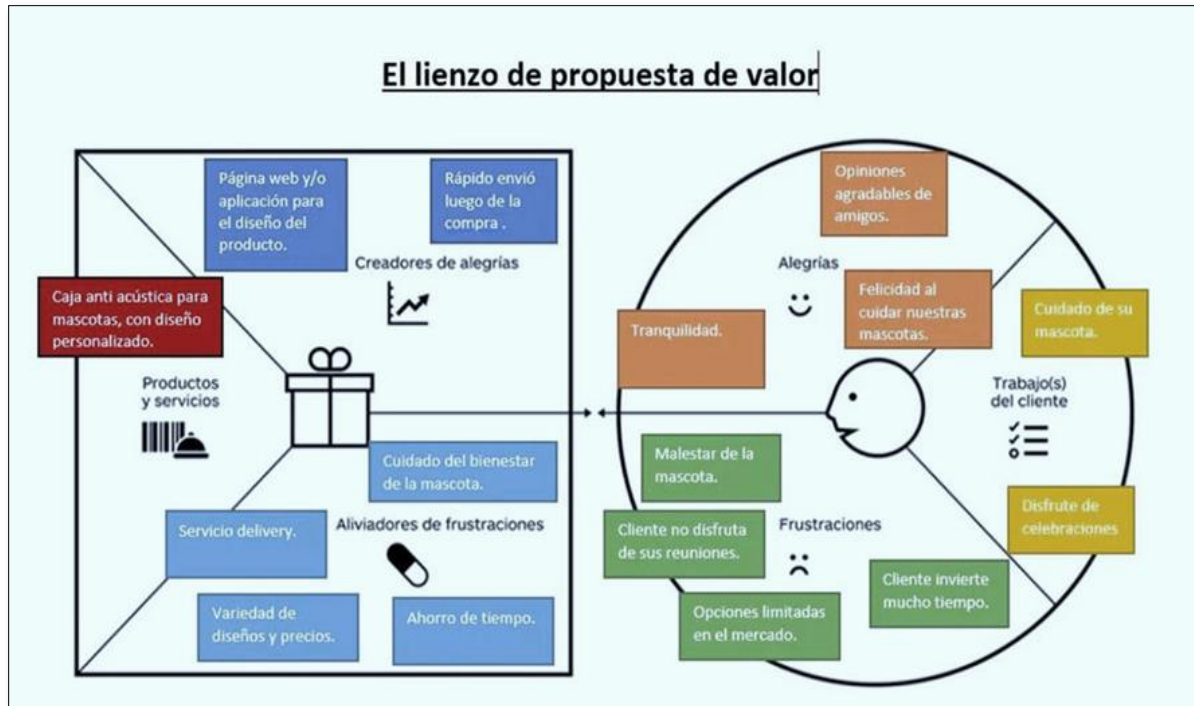 El lienzo de propuesta de valor
Página web y/o
aplicación para
el diseño del
producto.
Rápido envió
luego de la
compra .
Creadores de alegrías
Caja anti acústica para
mascotas, con diseño
personalizado.
Productos
y servicios
Cuidado del bienestar
de la mascota.
Servicio delivery.
Aliviadores de frustraciones
Variedad de
diseños y precios.
Ahorro de tiempo.
Opiniones
agradables de
amigos.
Alegrías
Felicidad al
cuidar nuestras
mascotas.
Tranquilidad.
Cuidado de su
mascota.
Trabajo(s)
del cliente
Malestar de la
mascota.
Cliente no disfruta
de sus reuniones.
Frustraciones
Disfrute de
celebraciones
Cliente invierte
mucho tiempo.
Opciones limitadas
en el mercado.